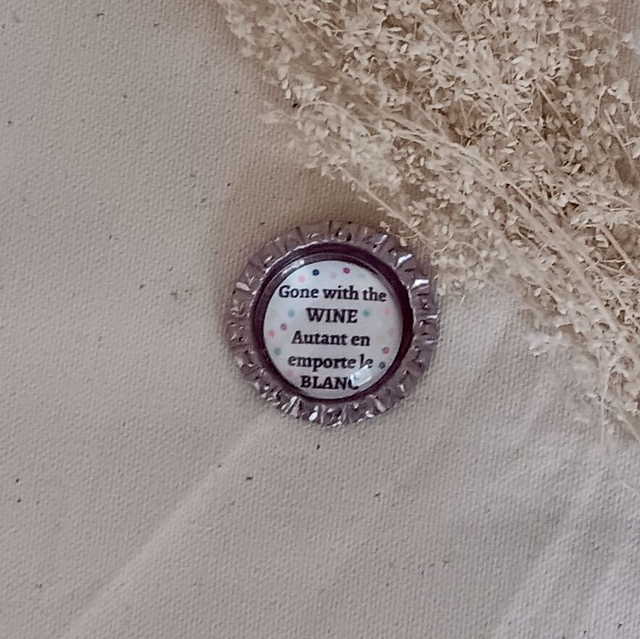 Gone with the
WINE
Autant en
emporte le
BLANC